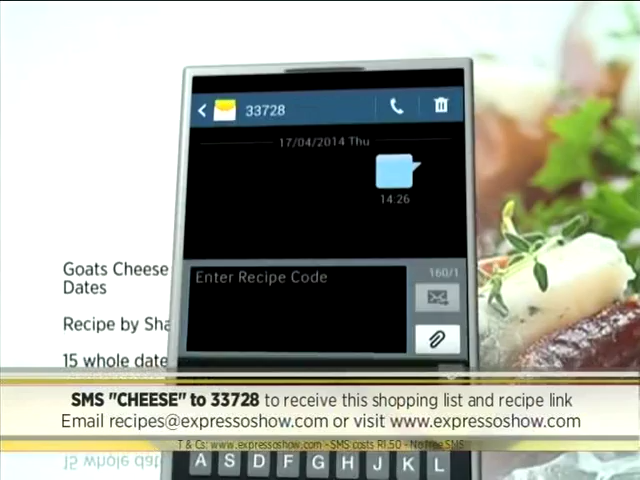 33728
17/04/2014 Thu
14.26
Enter Recipe Code
160/1
Goats Cheese
Dates
Recipe by Sha
15 whole date
SMS "CHEESE" to 33728 to receive this shopping list and recipe link
Email recipes@expressoshow.com or visit www.expressoshow.com
T & Cs: www.expressoshow.com - SMS costs R1.50 - No free SMS
A S D F G H J K L
15 whole dat